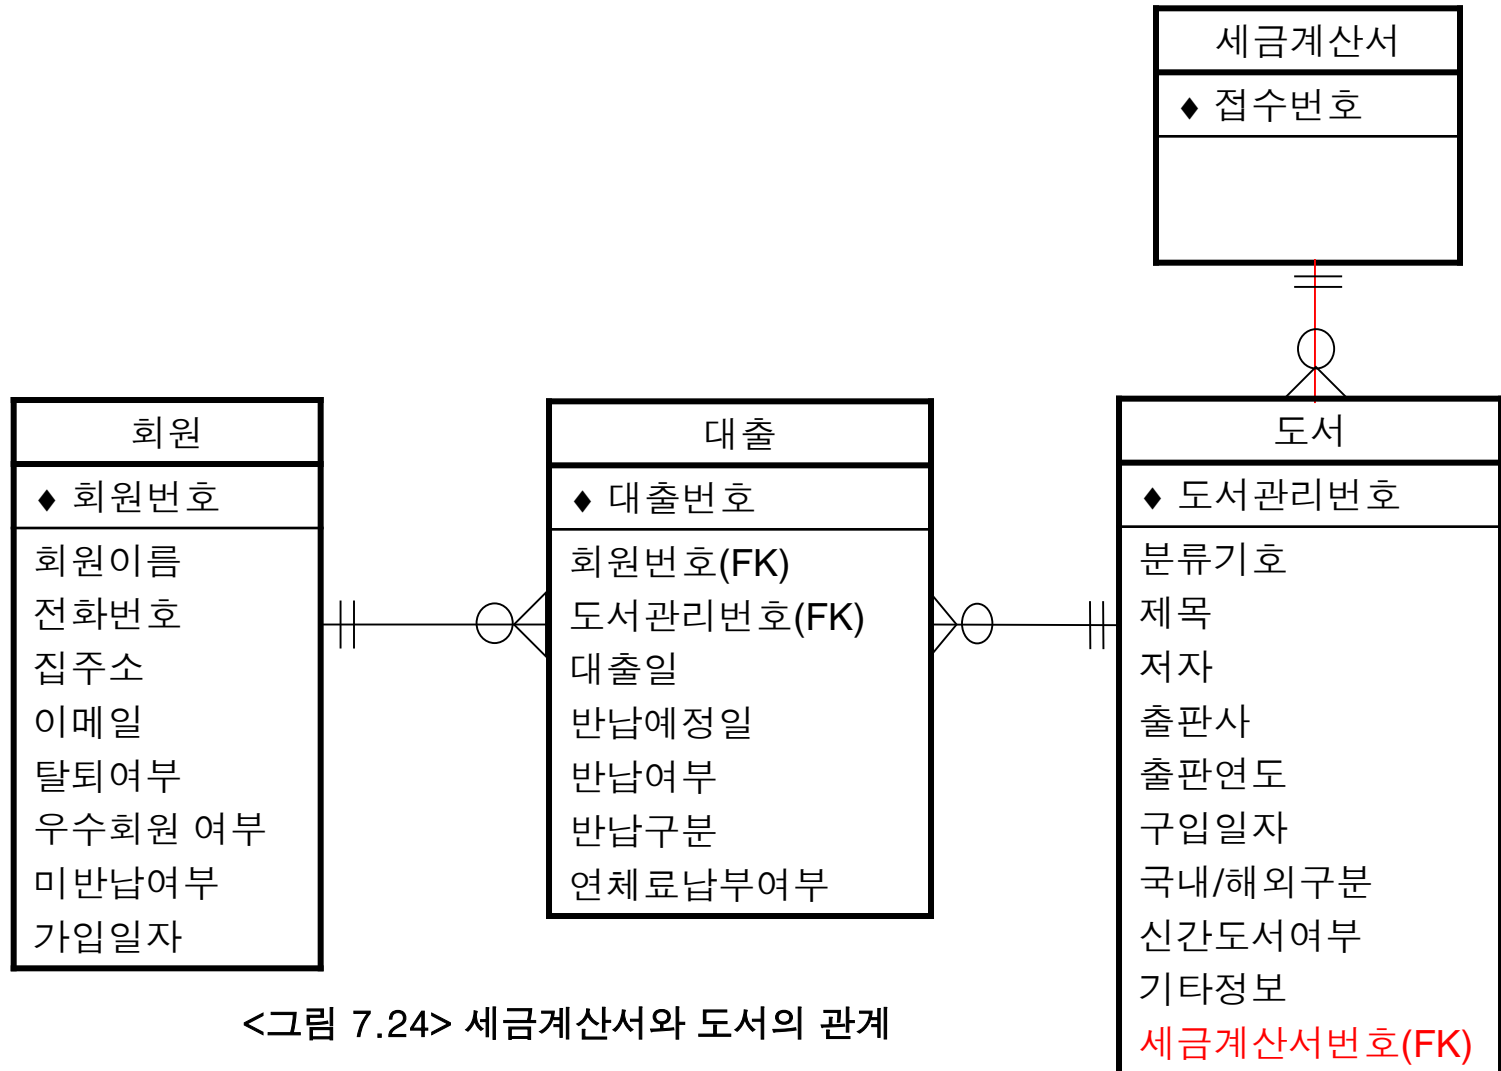 세금계산서
♦ 접수번호
회원
♦ 회원번호
회원이름
전화번호
집주소
이메일
탈퇴여부
우수회원 여부
미반납여부
가입일자
대출
♦ 대출번호
회원번호(FK)
도서관리번호(FK)
대출일
반납예정일
반납여부
반납구분
연체료납부여부
도서
♦ 도서관리번호
분류기호
제목
저자
출판사
출판연도
구입일자
국내/해외구분
신간도서여부
기타정보
세금계산서번호(FK)
<그림 7.24> 세금계산서와 도서의 관계